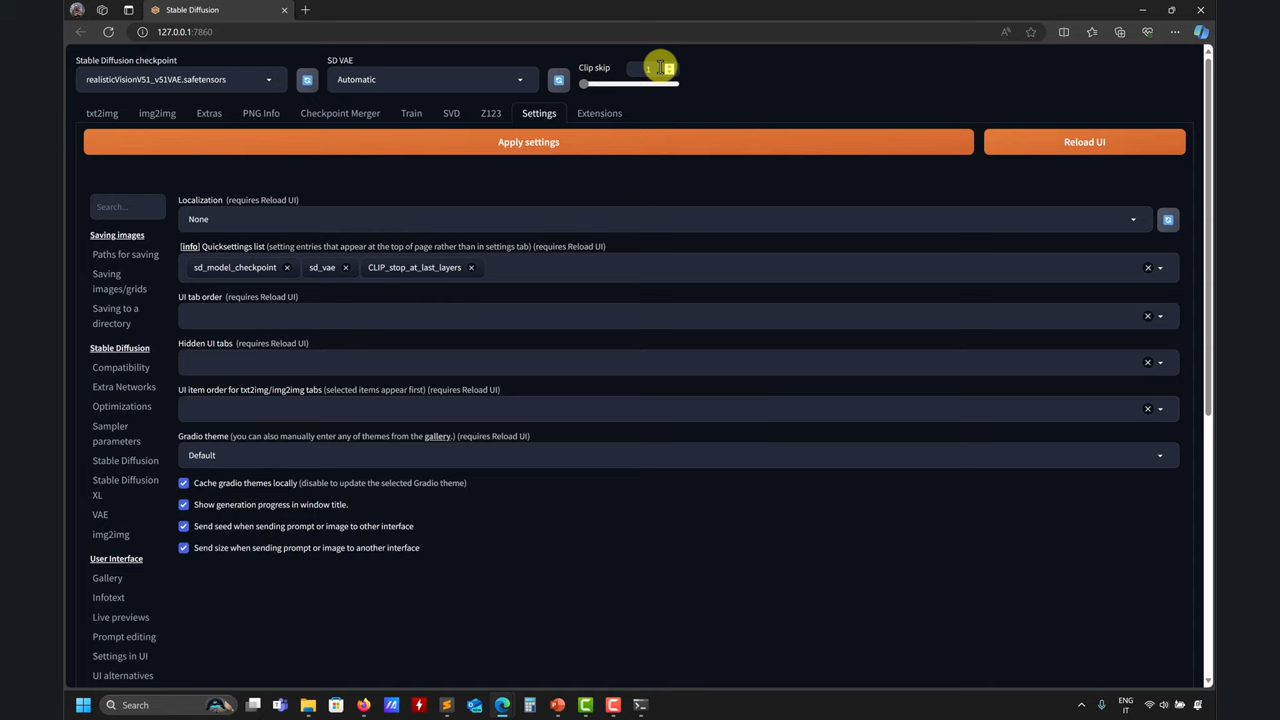 Stable Diffusion
127.0.0.1:7860
Stable Diffusion checkpoint
SD VAE
Clip skip
1
realisticVisionV51_v51VAE.safetensors
Automatic
txt2img
img2img
Extras
PNG Info
Checkpoint Merger
Train
SVD
Z123
Settings
Extensions
Apply settings
Reload UI
Search...
Saving images
Paths for saving
Saving
images/grids
Saving to a
directory
Stable Diffusion
Compatibility
Extra Networks
Optimizations
Sampler
parameters
Stable Diffusion
Stable Diffusion
XL
VAE
img2img
User Interface
Gallery
Infotext
Live previews
Prompt editing
Settings in UI
UI alternatives
Localization (requires Reload UI)
None
[info] Quicksettings list (setting entries that appear at the top of page rather than in settings tab) (requires Reload UI)
sd_model_checkpoint
sd_vae
CLIP_stop_at_last_layers
UI tab order (requires Reload UI)
Hidden UI tabs (requires Reload UI)
UI item order for txt2img/img2img tabs (selected items appear first) (requires Reload UI)
Gradio theme (you can also manually enter any of themes from the gallery.) (requires Reload UI)
Default
Cache gradio themes locally (disable to update the selected Gradio theme)
Show generation progress in window title.
Send seed when sending prompt or image to other interface
Send size when sending prompt or image to another interface
Search
ENG
IT